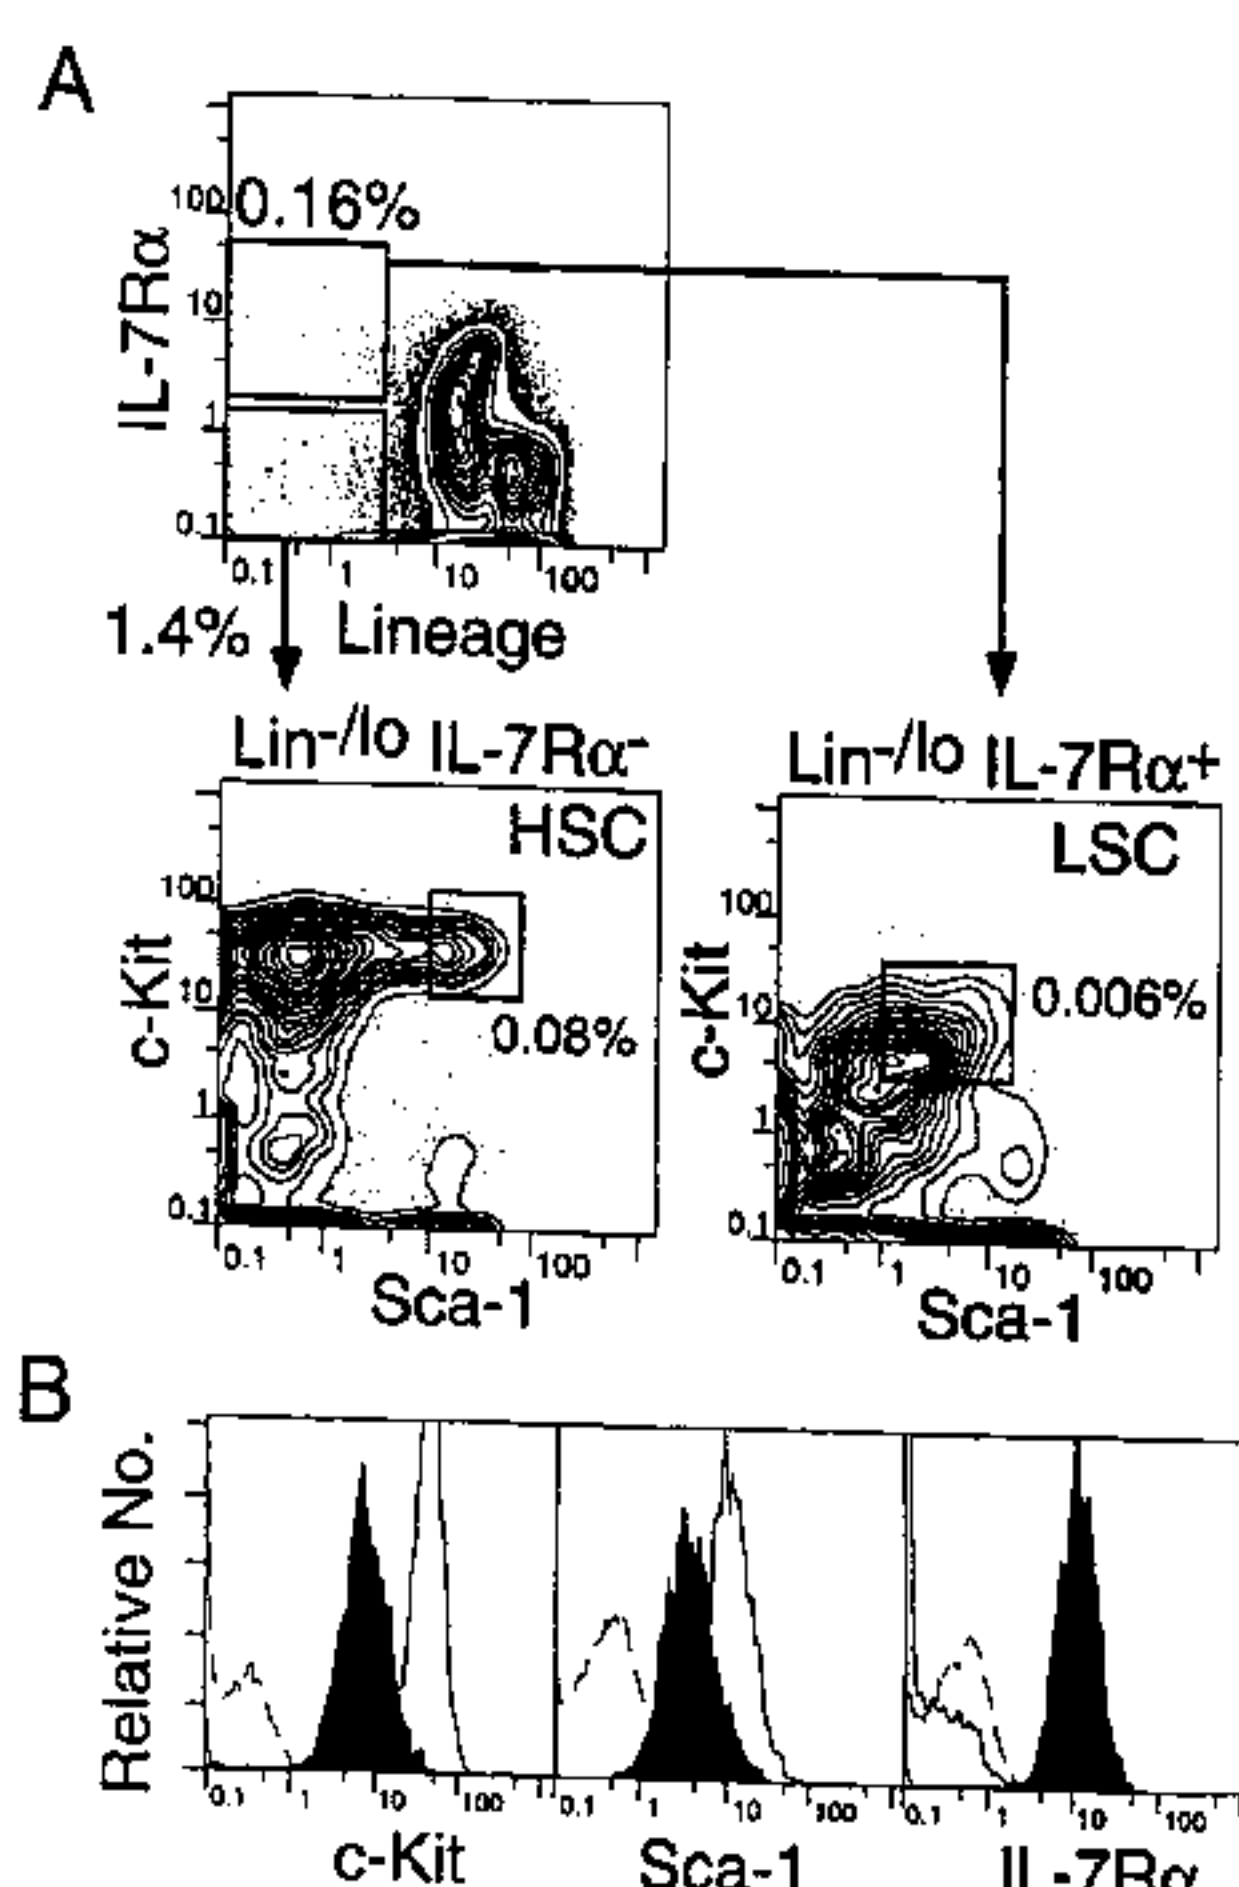 A
0.16%
100
10
1
0.1
IL-7Rα
0.1 1 10 100
1.4% Lineage
Lin-/lo IL-7Rα-
Lin-/lo IL-7Rα+
HSC
LSC
100
10
1
0.1
c-Kit
0.08%
100
10
1
0.1
c-Kit
0.006%
0.1 1 10 100
0.1 1 10 100
Sca-1
Sca-1
B
Relative No.
0.1 1 10 100 0.1 1 10 100 0.1 1 10 100
c-Kit Sca-1 IL-7Rα